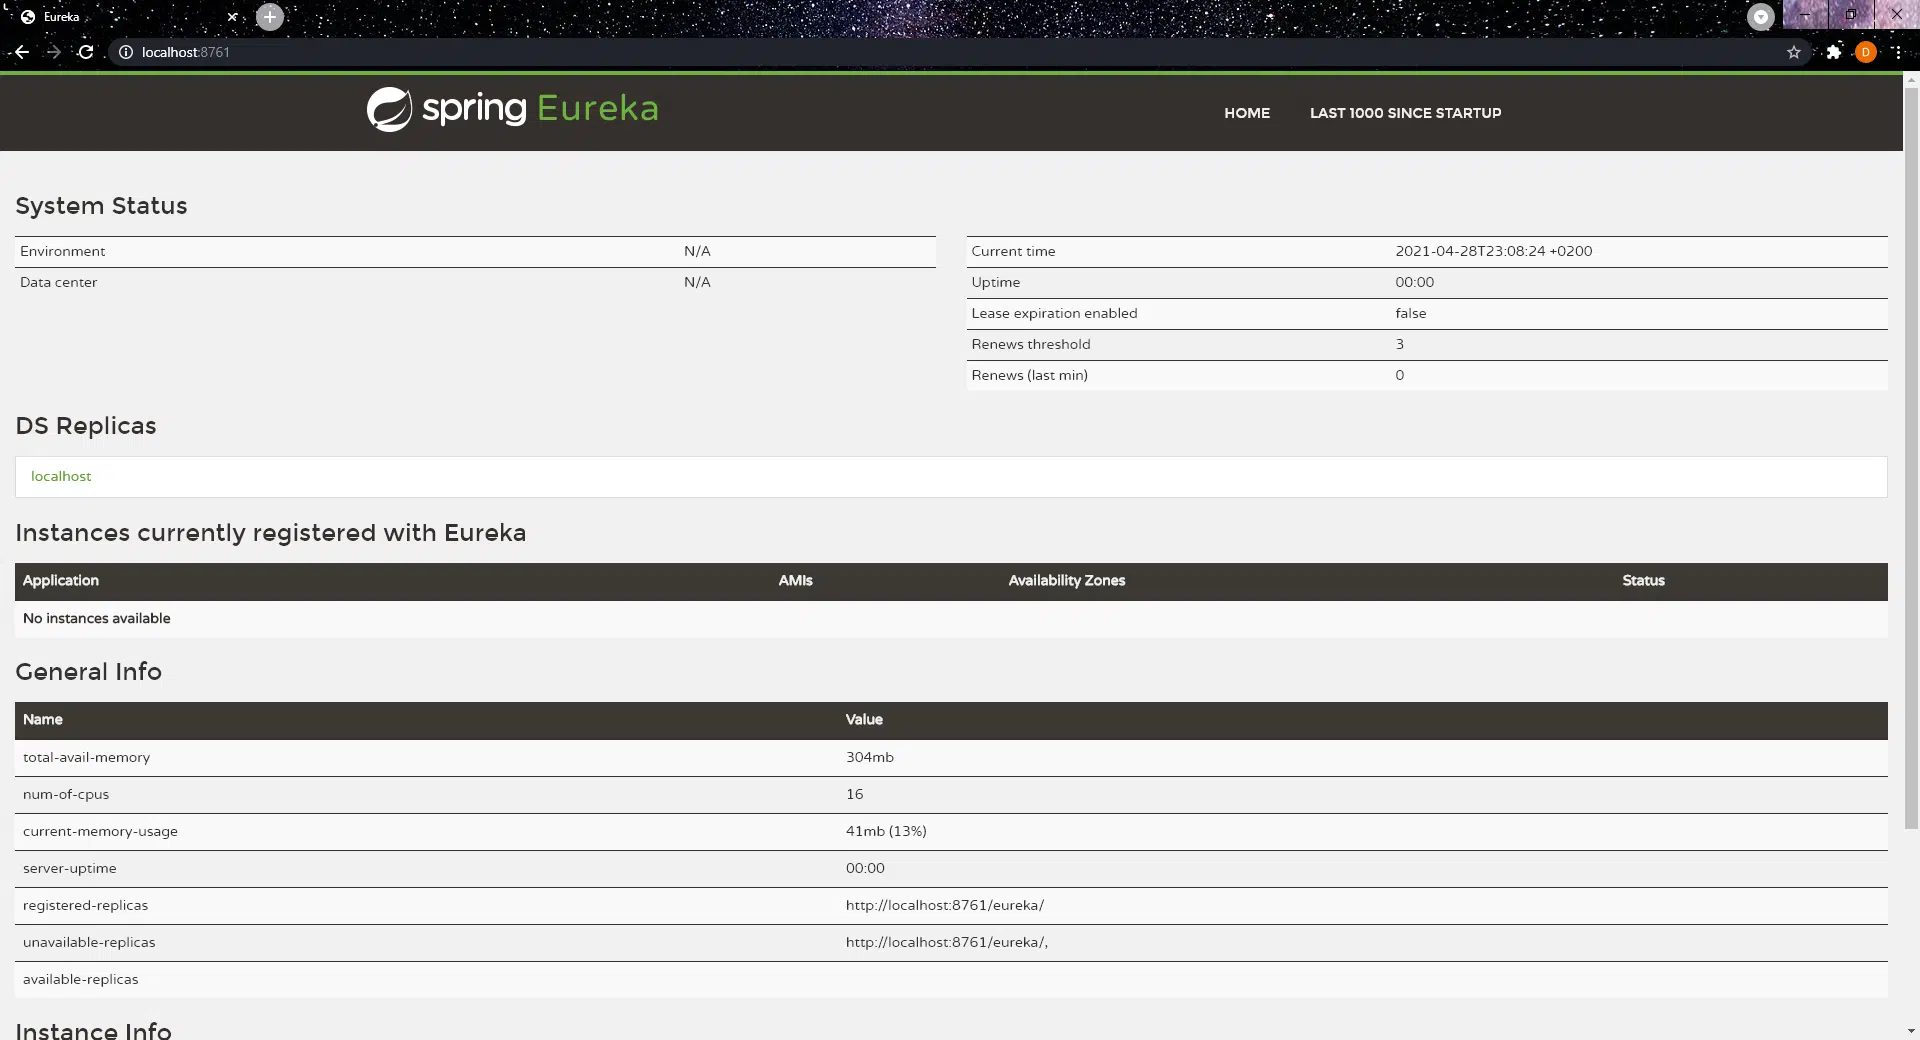 Eureka
localhost:8761
spring Eureka
HOME LAST 1000 SINCE STARTUP
System Status
Environment N/A
Data center N/A
Current time 2021-04-28T23:08:24 +0200
Uptime 00:00
Lease expiration enabled false
Renews threshold 3
Renews (last min) 0
DS Replicas
localhost
Instances currently registered with Eureka
Application AMIs Availability Zones Status
No instances available
General Info
Name Value
total-avail-memory 304mb
num-of-cpus 16
current-memory-usage 41mb (13%)
server-uptime 00:00
registered-replicas http://localhost:8761/eureka/
unavailable-replicas http://localhost:8761/eureka/,
available-replicas
Instance Info
D